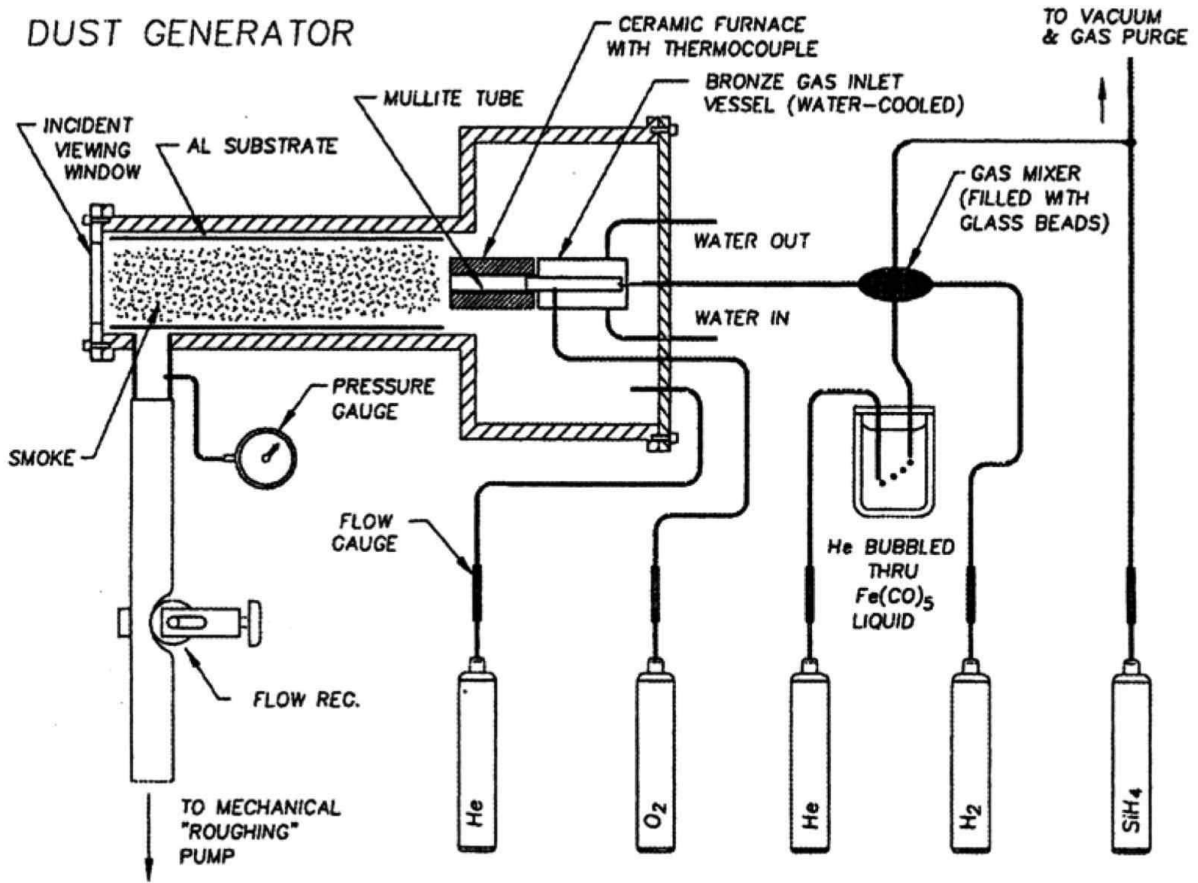 DUST GENERATOR
CERAMIC FURNACE
WITH THERMOCOUPLE
TO VACUUM
& GAS PURGE
MULLITE TUBE
BRONZE GAS INLET
VESSEL (WATER-COOLED)
INCIDENT
VIEWING
WINDOW
AL SUBSTRATE
GAS MIXER
(FILLED WITH
GLASS BEADS)
WATER OUT
WATER IN
PRESSURE
GAUGE
SMOKE
FLOW
GAUGE
He BUBBLED
THRU
Fe(CO)5
LIQUID
FLOW REG.
TO MECHANICAL
"ROUGHING"
PUMP
He
O2
He
H2
SiH4